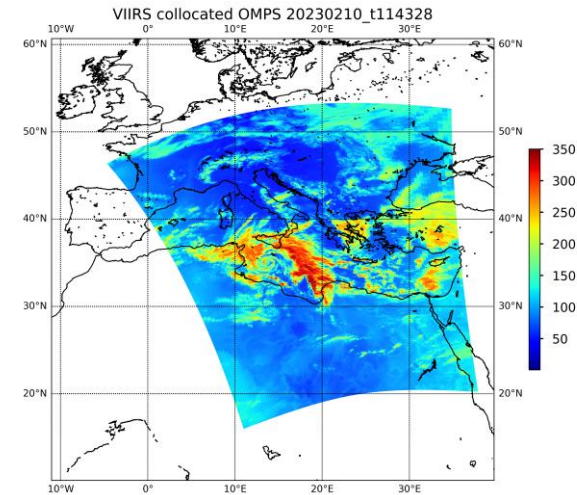 VIIRS collocated OMPS 20230210_t114328
10°W 0° 10°E 20°E 30°E
60°N 60°N
50°N 50°N
40°N 40°N
30°N 30°N
20°N 20°N
10°W 0° 10°E 20°E 30°E
350
300
250
200
150
100
50